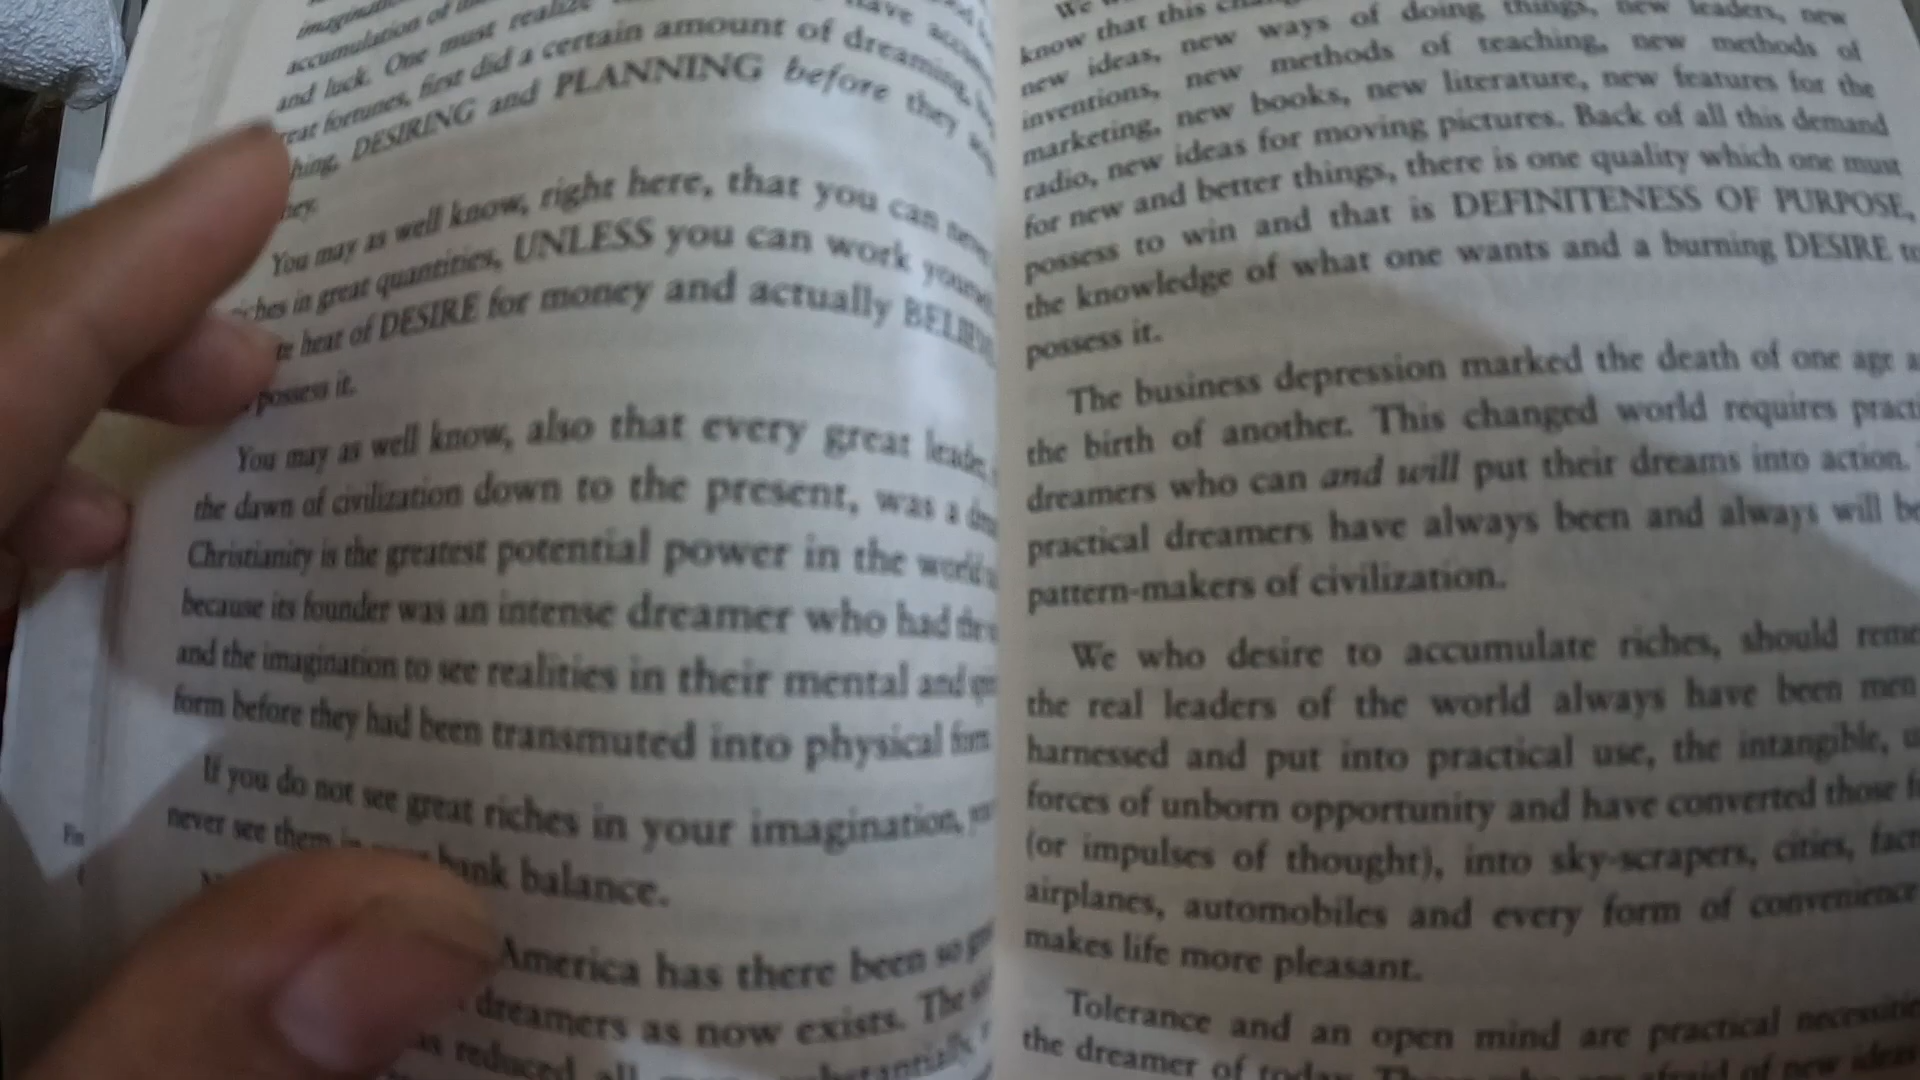 accumulation of
and luck. One must realize
fortunes, first did a certain amount of dreaming,
DESIRING and PLANNING before they
You may as well know, right here, that you can
in great quantities, UNLESS you can work
heat of DESIRE for money and actually
possess it.
You may as well know, also that every great
the dawn of civilization down to the present, was a
Christianity is the greatest potential power in the
because its founder was an intense dreamer who had
and the imagination to see realities in their mental and
form before they had been transmuted into physical
If you do not see great riches in your imagination,
never see them balance.
America has there been so
dreamers as now exists. The
reduced all
We
know that this
new ideas, new ways of doing things, new leaders, new
inventions, new methods of teaching, new methods of
marketing, new books, new literature, new features for the
radio, new ideas for moving pictures. Back of all this demand
for new and better things, there is one quality which one must
possess to win and that is DEFINITENESS OF PURPOSE,
the knowledge of what one wants and a burning DESIRE to
possess it.
The business depression marked the death of one age
the birth of another. This changed world requires
dreamers who can and will put their dreams into action.
practical dreamers have always been and always will
pattern-makers of civilization.
We who desire to accumulate riches, should
the real leaders of the world always have been men
harnessed and put into practical use, the intangible,
forces of unborn opportunity and have converted those
(or impulses of thought), into sky-scrapers, cities,
airplanes, automobiles and every form of convenience
makes life more pleasant.
Tolerance and an open mind are practical
the dreamer of today. of new ideas